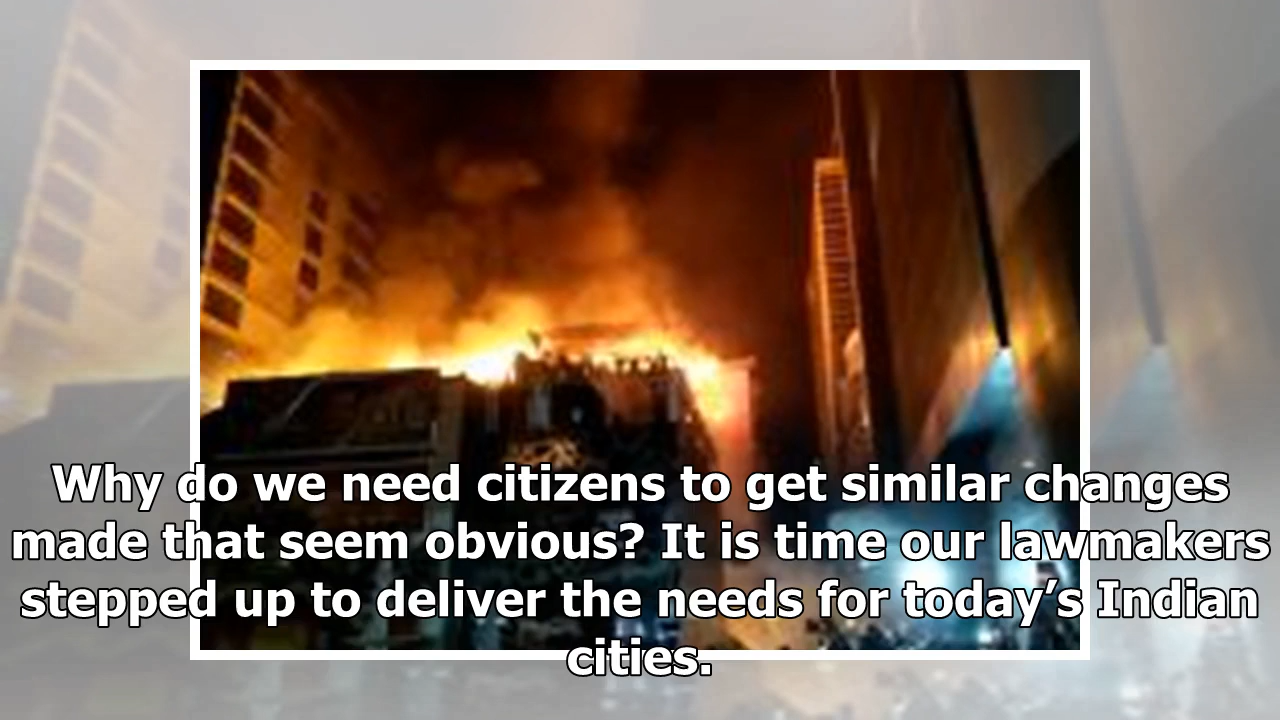 Why do we need citizens to get similar changes
made that seem obvious? It is time our lawmakers
stepped up to deliver the needs for today’s Indian
cities.